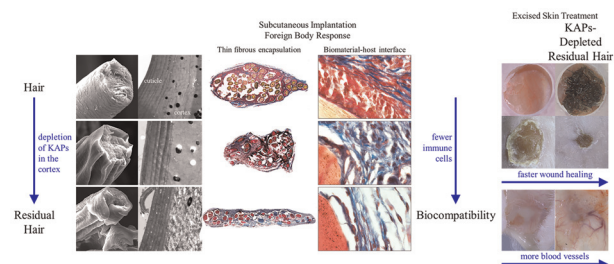 Subcutaneous Implantation
Foreign Body Response
Thin fibrous encapsulation
Biomaterial-host interface
Excised Skin Treatment
KAPs-
Depleted
Residual Hair
Hair
cuticle
cortex
depletion
of KAPs
in the
cortex
Residual
Hair
fewer
immune
cells
Biocompatibility
faster wound healing
more blood vessels